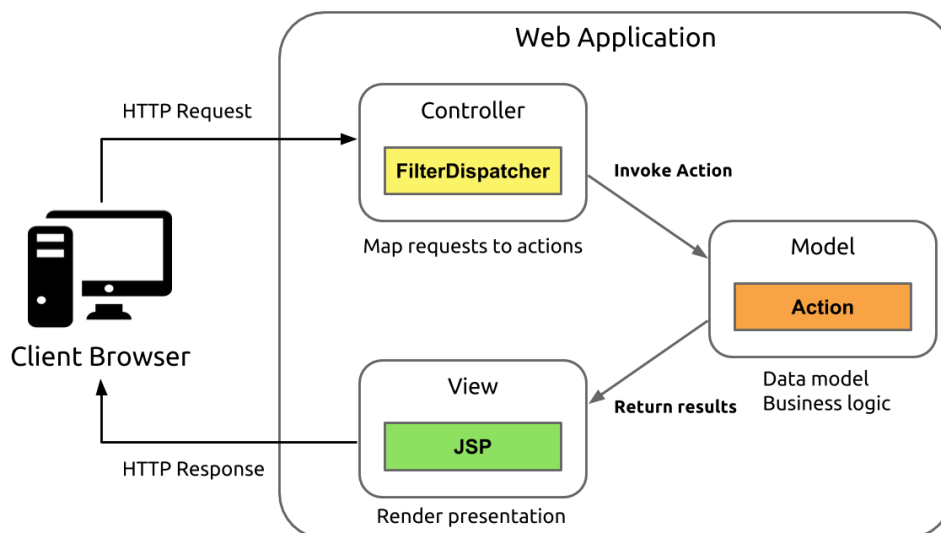 Web Application
HTTP Request
Controller
FilterDispatcher
Invoke Action
Map requests to actions
Model
Action
Client Browser
View
Data model
Business logic
Return results
JSP
HTTP Response
Render presentation